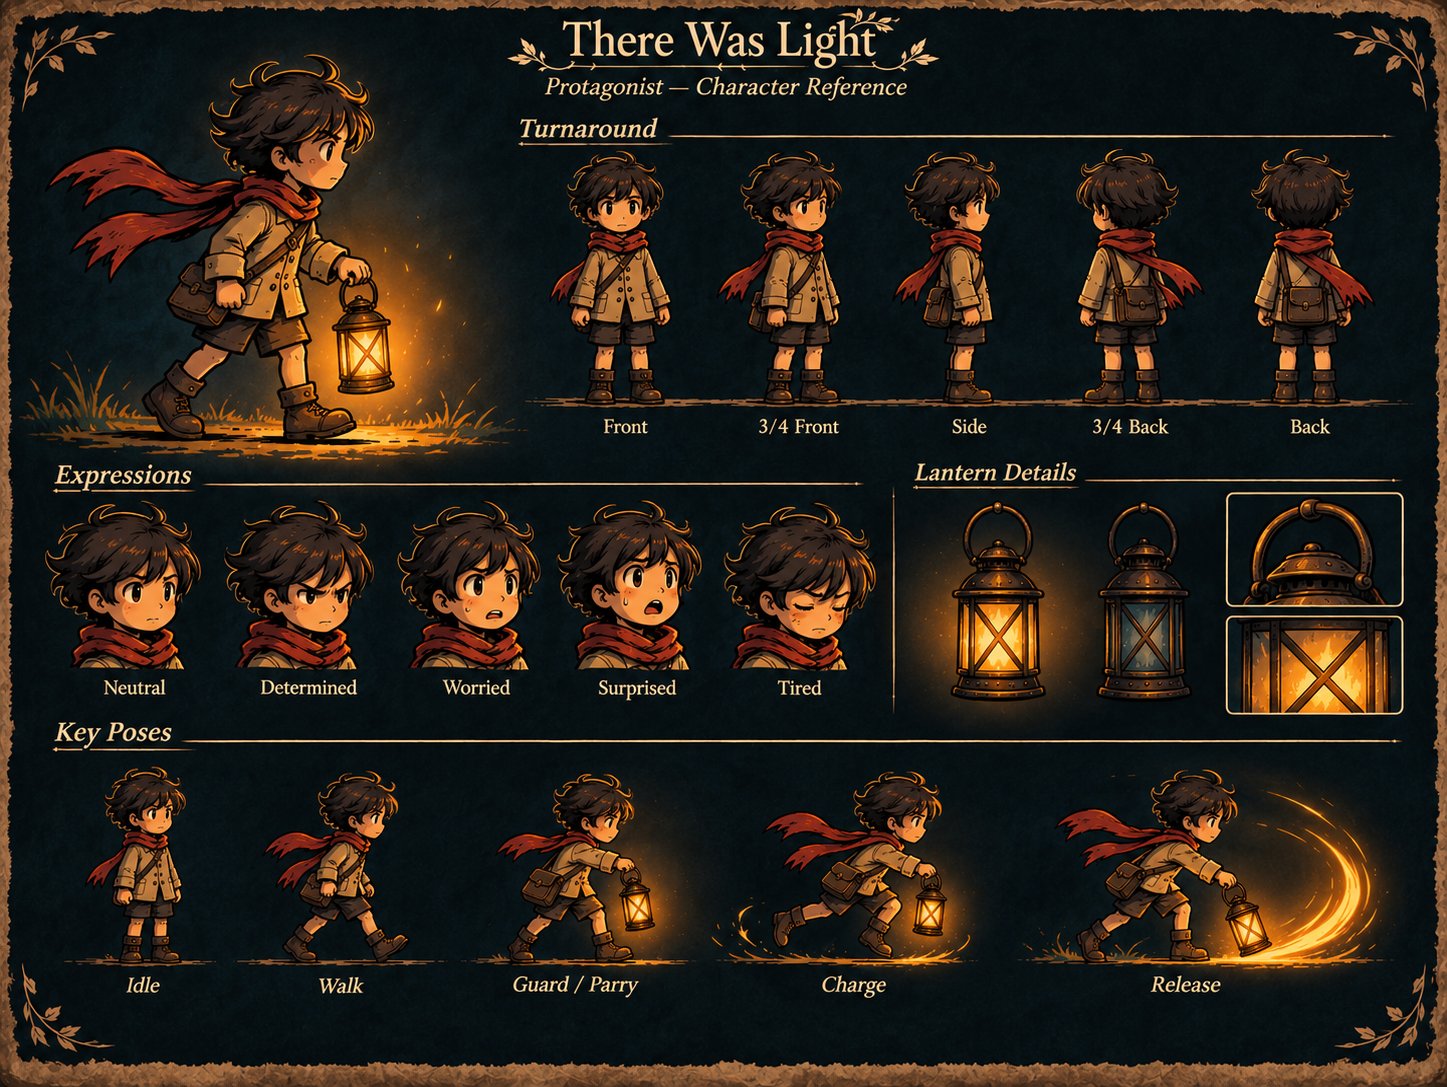 There Was Light
Protagonist — Character Reference
Turnaround
Front
3/4 Front
Side
3/4 Back
Back
Expressions
Neutral
Determined
Worried
Surprised
Tired
Lantern Details
Key Poses
Idle
Walk
Guard / Parry
Charge
Release